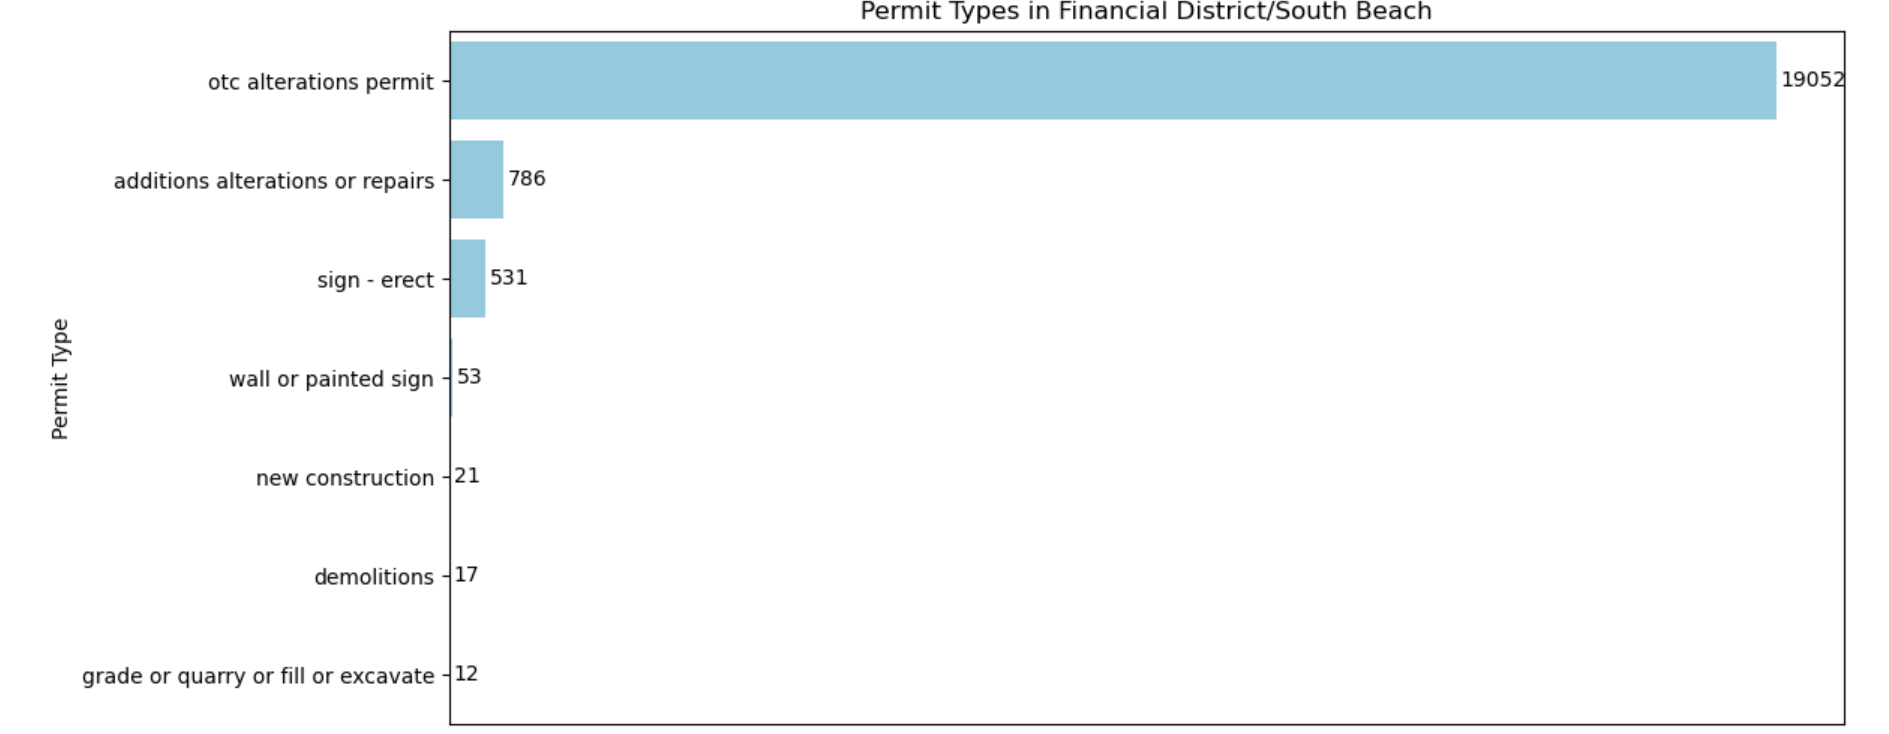 Permit Types in Financial District/South Beach
Permit Type
otc alterations permit 19052
additions alterations or repairs 786
sign - erect 531
wall or painted sign 53
new construction 21
demolitions 17
grade or quarry or fill or excavate 12